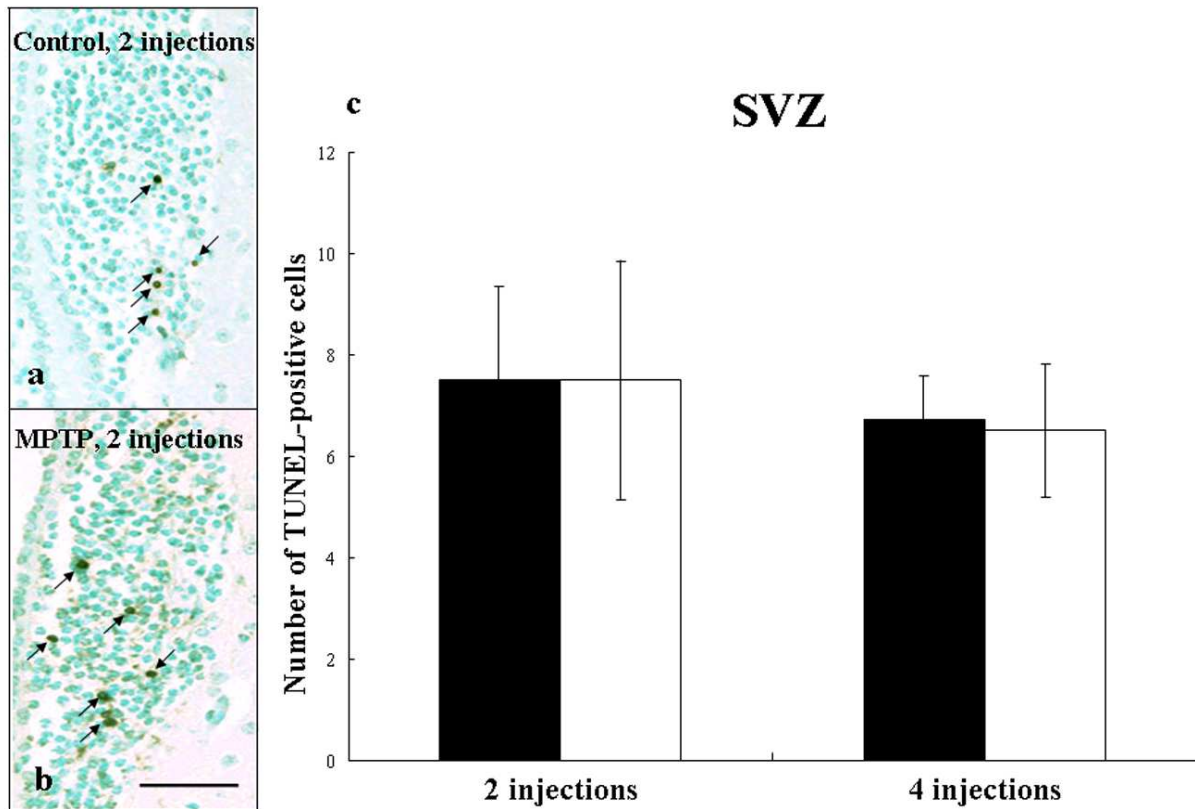 Control, 2 injections
a
MPTP, 2 injections
b
c
SVZ
Number of TUNEL-positive cells
12
10
8
6
4
2
0
2 injections
4 injections